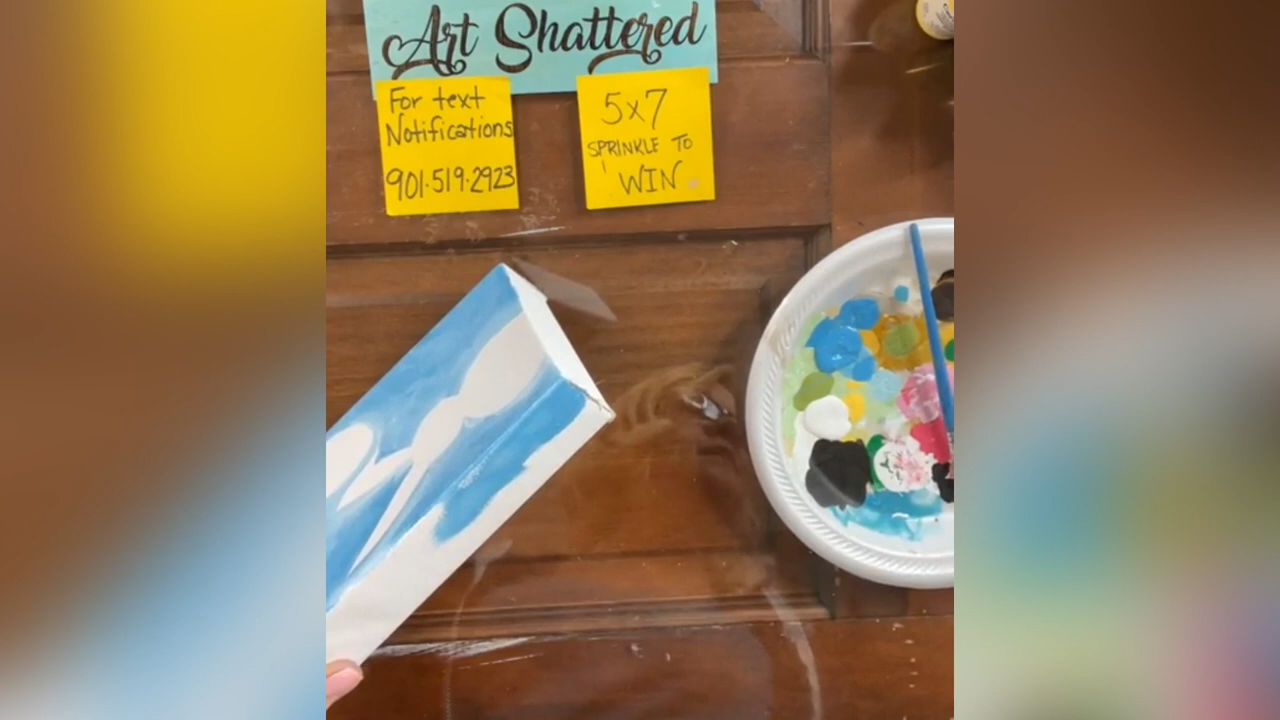 Art Shattered
For text
Notifications
901.519.2923
5x7
SPRINKLE TO
WIN